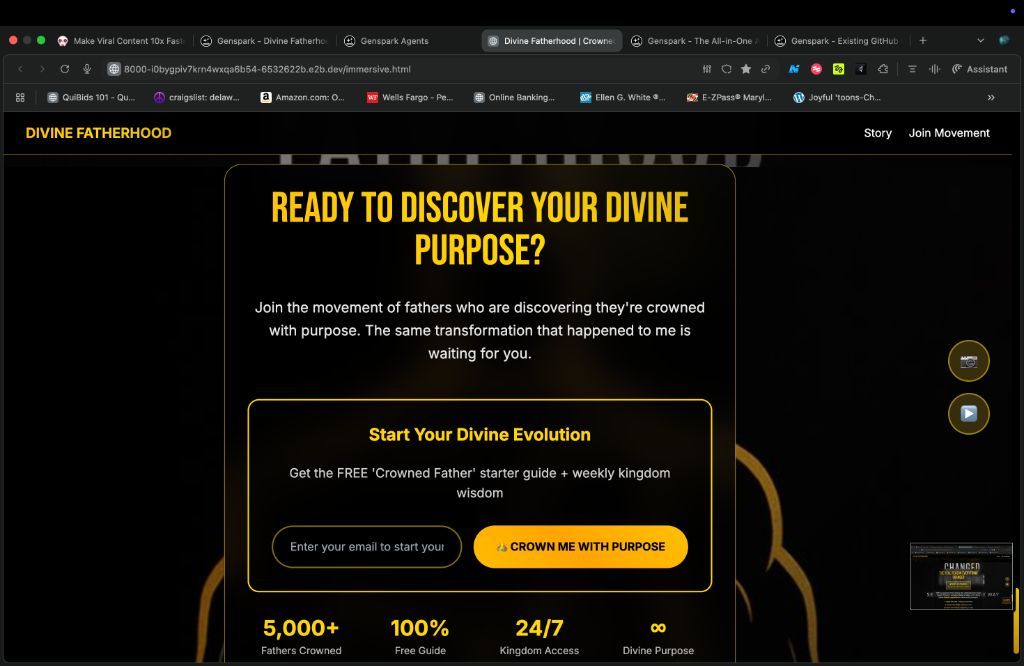 Make Viral Content 10x Fast
Genspark - Divine Fatherho
Genspark Agents
Divine Fatherhood | Crowne
Genspark - The All-in-One A
Genspark - Existing GitHub
8000-i0bygpiv7krn4wxqa6b54-6532622b.e2b.dev/immersive.html
Assistant
QuiBids 101 - Qu...
craigslist: delaw...
Amazon.com: O...
Wells Fargo - Pe...
Online Banking...
Ellen G. White ®...
E-ZPass® Maryl...
Joyful 'toons-Ch...
DIVINE FATHERHOOD
Story
Join Movement
FATHERHOOD
READY TO DISCOVER YOUR DIVINE
PURPOSE?
Join the movement of fathers who are discovering they're crowned
with purpose. The same transformation that happened to me is
waiting for you.
Start Your Divine Evolution
Get the FREE 'Crowned Father' starter guide + weekly kingdom
wisdom
Enter your email to start your
CROWN ME WITH PURPOSE
5,000+
100%
24/7
∞
Fathers Crowned
Free Guide
Kingdom Access
Divine Purpose
CHANGED